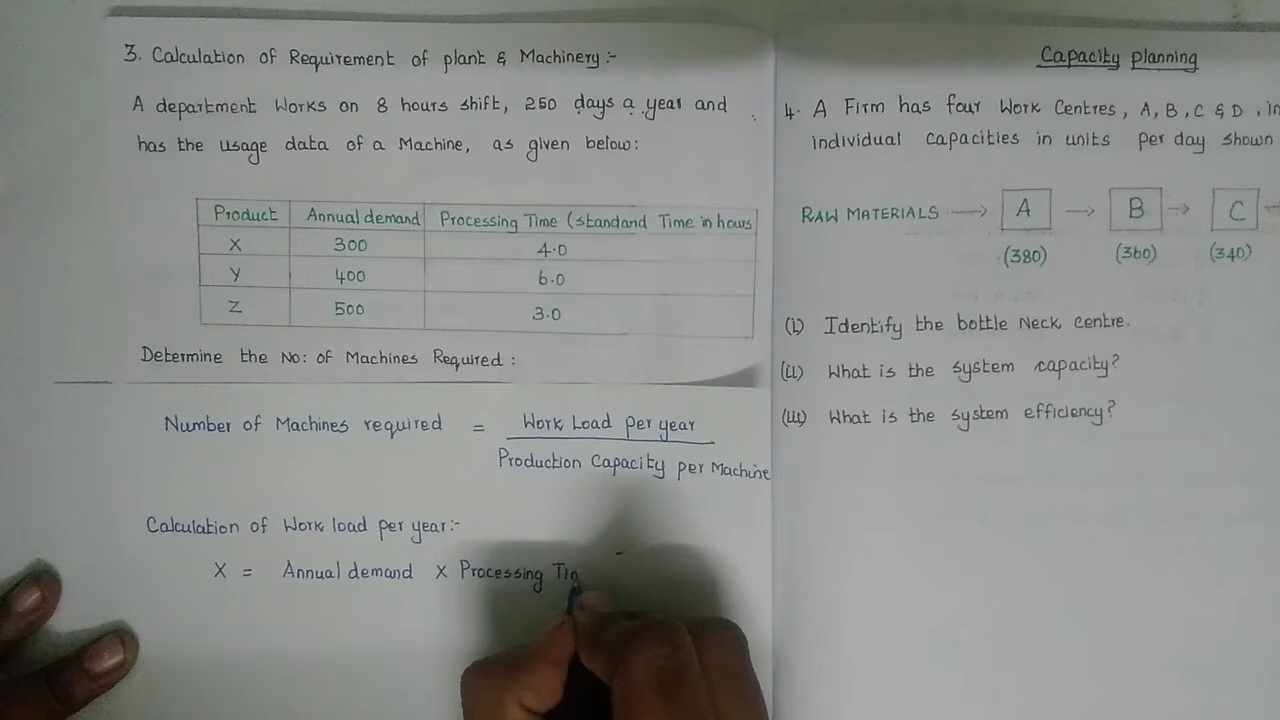 3. Calculation of Requirement of plant & Machinery :-
A department Works on 8 hours shift, 250 days a year and
has the usage data of a Machine, as given below:
Product Annual demand Processing Time (standard Time in hours
X 300 4.0
Y 400 6.0
Z 500 3.0
Determine the No: of Machines Required :
Number of Machines required = Work Load per year
Production Capacity per Machine
Calculation of Work load per year:-
X = Annual demand X Processing Tim
Capacity planning
4. A Firm has four Work Centres, A, B, C & D, in
individual capacities in units per day shown
RAW MATERIALS → A → B → C
(380) (360) (340)
(i) Identify the bottle Neck centre.
(ii) What is the system capacity?
(iii) What is the system efficiency?